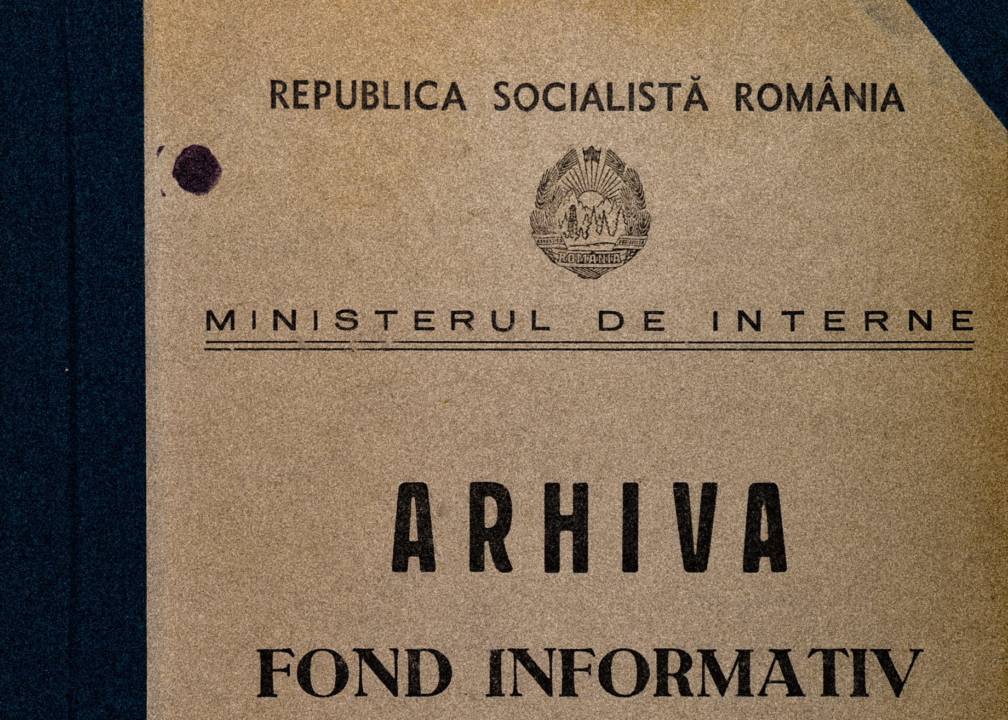 REPUBLICA SOCIALISTĂ ROMÂNIA
ROMÂNIA
MINISTERUL DE INTERNE
ARHIVA
FOND INFORMATIV